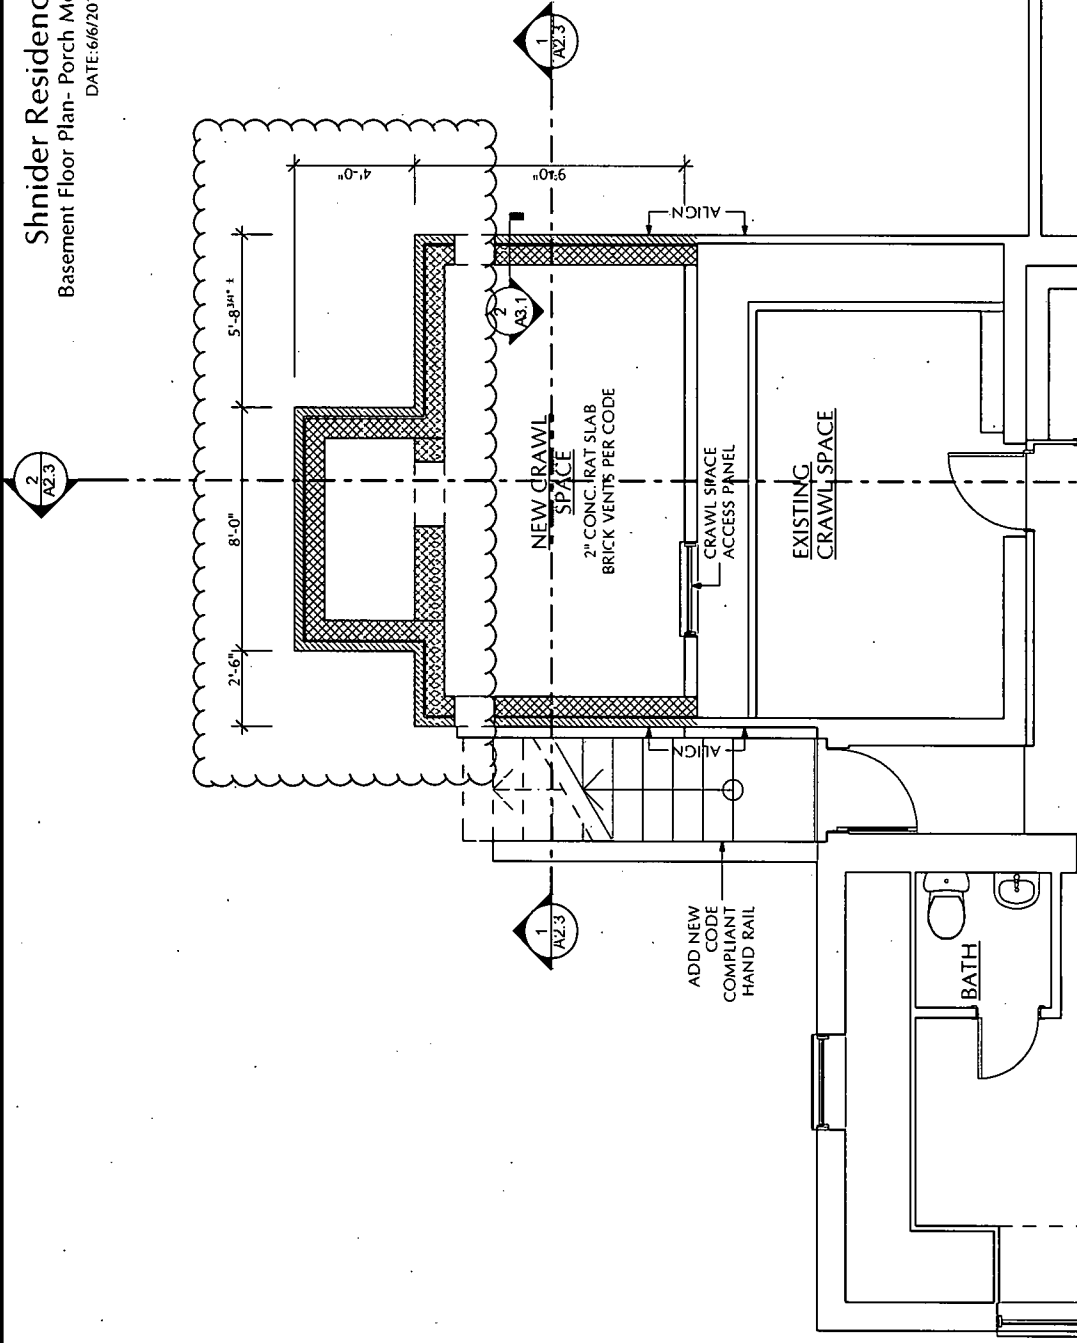 Shnider Residenc
Basement Floor Plan- Porch Mo
DATE:6/6/201
2
A2.3
1
A2.3
2'-6"
8'-0"
5'-8 3/4" ±
4'-0"
9'-0"
2
A3.1
ALIGN
NEW CRAWL
SPACE
2" CONC. RAT SLAB
BRICK VENTS PER CODE
CRAWL SPACE
ACCESS PANEL
EXISTING
CRAWL SPACE
ALIGN
1
A2.3
ADD NEW
CODE
COMPLIANT
HAND RAIL
BATH